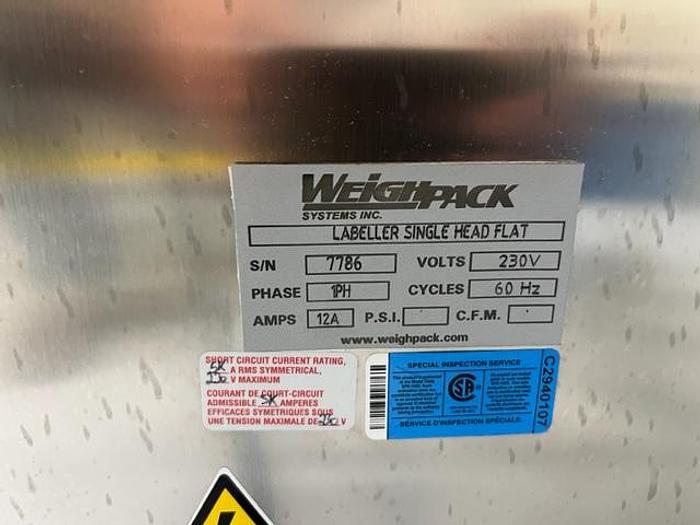 WEIGHPACK
SYSTEMS INC.
LABELLER SINGLE HEAD FLAT
S/N 7786 VOLTS 230V
PHASE 1PH CYCLES 60 Hz
AMPS 12A P.S.I. C.F.M.
www.weighpack.com
SHORT CIRCUIT CURRENT RATING,
5K A RMS SYMMETRICAL,
V MAXIMUM
COURANT DE COURT-CIRCUIT
ADMISSIBLE 5K AMPERES
EFFICACES SYMETRIQUES SOUS
UNE TENSION MAXIMALE DE V
SPECIAL INSPECTION SERVICE
SERVICE D'INSPECTION SPÉCIALE:
C2940107